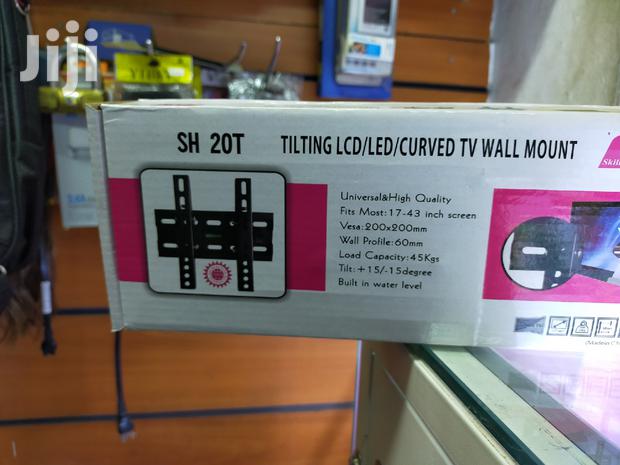 Jiji
SH 20T
TILTING LCD/LED/CURVED TV WALL MOUNT
Universal&High Quality
Fits Most: 17-43 inch screen
Vesa: 200x200mm
Wall Profile: 60mm
Load Capacity: 45Kgs
Tilt: +15/-15degree
Built in water level